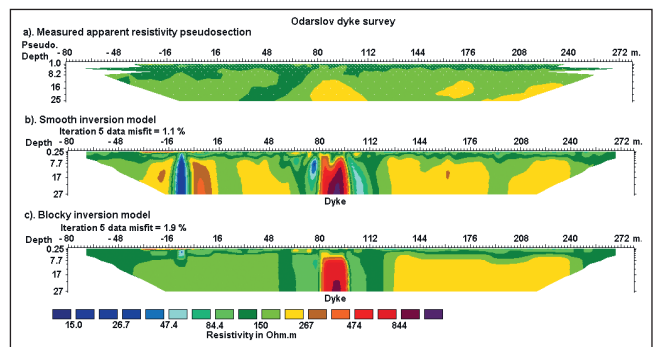 Odarslov dyke survey
a). Measured apparent resistivity pseudosection
Pseudo.
Depth - 80 - 48 - 16 16 48 80 112 144 176 208 240 272 m.
1.0
8.2
16
25
b). Smooth inversion model
Iteration 5 data misfit = 1.1 %
Depth - 80 - 48 -16 16 48 80 112 144 176 208 240 272 m.
0.25
7.7
17
27
Dyke
c). Blocky inversion model
Iteration 5 data misfit = 1.9 %
Depth - 80 - 48 -16 16 48 80 112 144 176 208 240 272 m.
0.25
7.7
17
27
Dyke
15.0 26.7 47.4 84.4 150 267 474 844
Resistivity in Ohm.m